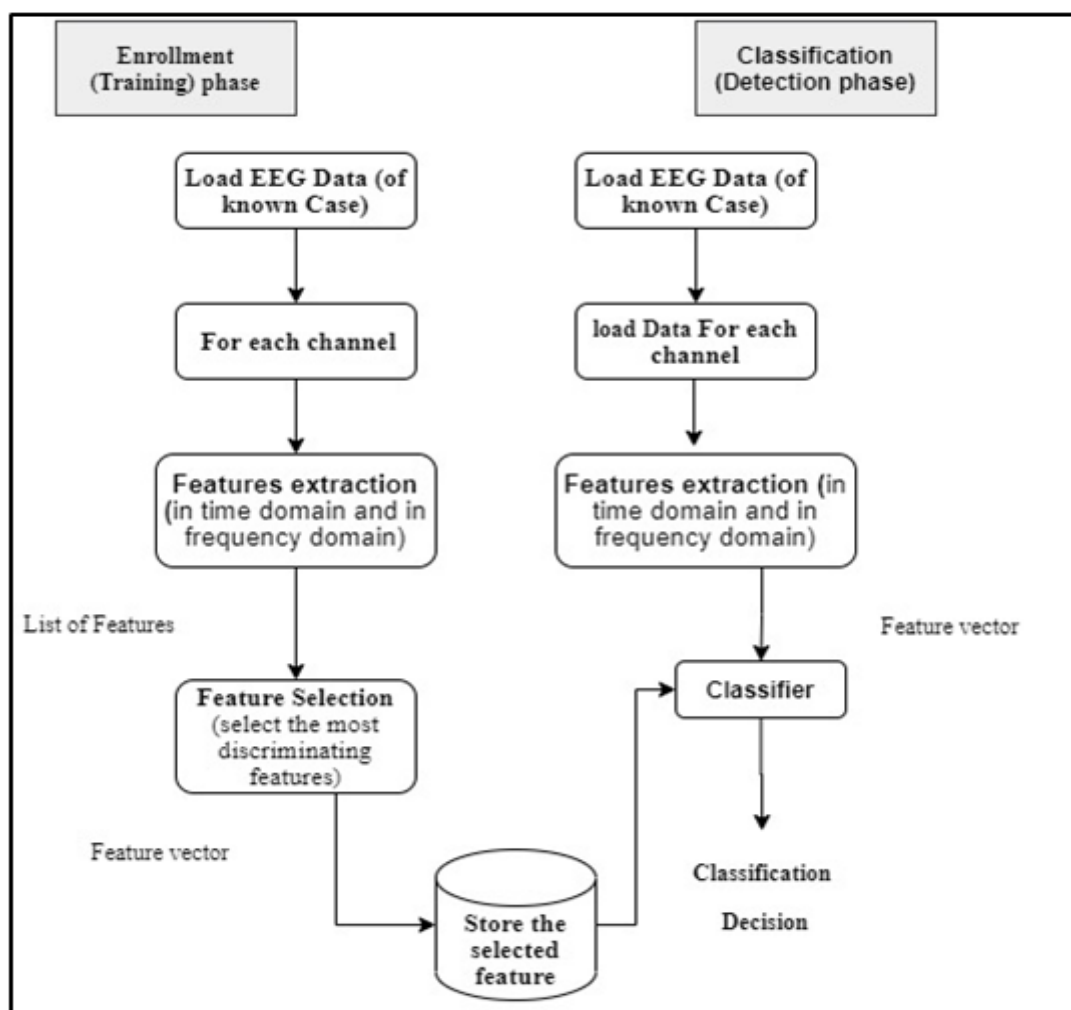 Enrollment
(Training) phase
Classification
(Detection phase)
Load EEG Data (of
known Case)
Load EEG Data (of
known Case)
For each channel
load Data For each
channel
Features extraction
(in time domain and in
frequency domain)
Features extraction (in
time domain and in
frequency domain)
List of Features
Feature vector
Feature Selection
(select the most
discriminating
features)
Classifier
Feature vector
Classification
Decision
Store the
selected
feature